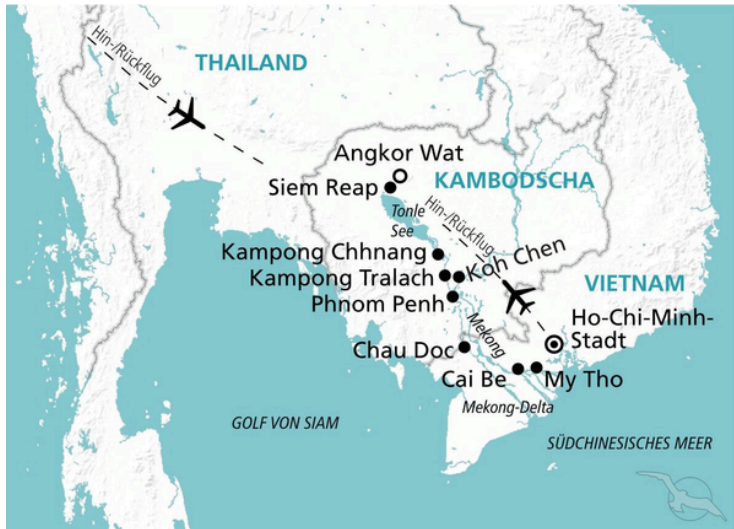 Hin-/Rückflug
THAILAND
Angkor Wat
Siem Reap
KAMBODSCHA
Tonle
See
Hin-/Rückflug
Kampong Chhnang
Koh Chen
Kampong Tralach
Phnom Penh
VIETNAM
Ho-Chi-Minh-
Stadt
Mekong
Chau Doc
Cai Be
My Tho
Mekong-Delta
GOLF VON SIAM
SÜDCHINESISCHES MEER